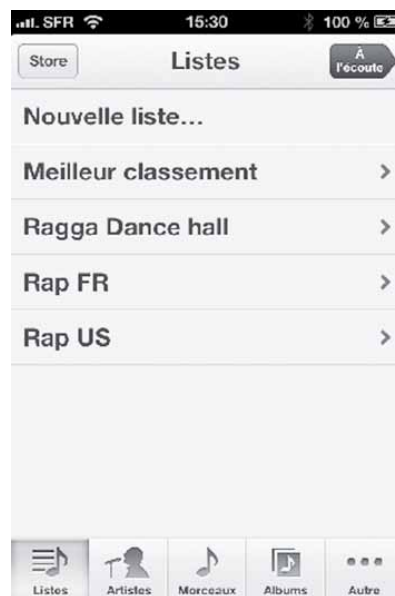 SFR 15:30 100 %
Store Listes À l'écoute
Nouvelle liste...
Meilleur classement
Ragga Dance hall
Rap FR
Rap US
Listes Artistes Morceaux Albums Autre